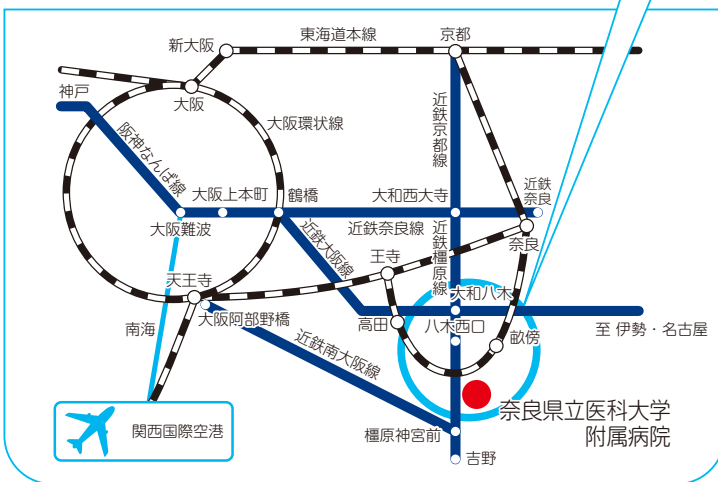 東海道本線
京都
新大阪
神戸
大阪
大阪環状線
近鉄京都線
阪神なんば線
大阪上本町
鶴橋
大和西大寺
近鉄
奈良
大阪難波
近鉄奈良線
近鉄大阪線
近鉄橿原線
奈良
王寺
天王寺
大和八木
南海
大阪阿部野橋
高田
八木西口
畝傍
至 伊勢・名古屋
近鉄南大阪線
関西国際空港
橿原神宮前
吉野
奈良県立医科大学
附属病院